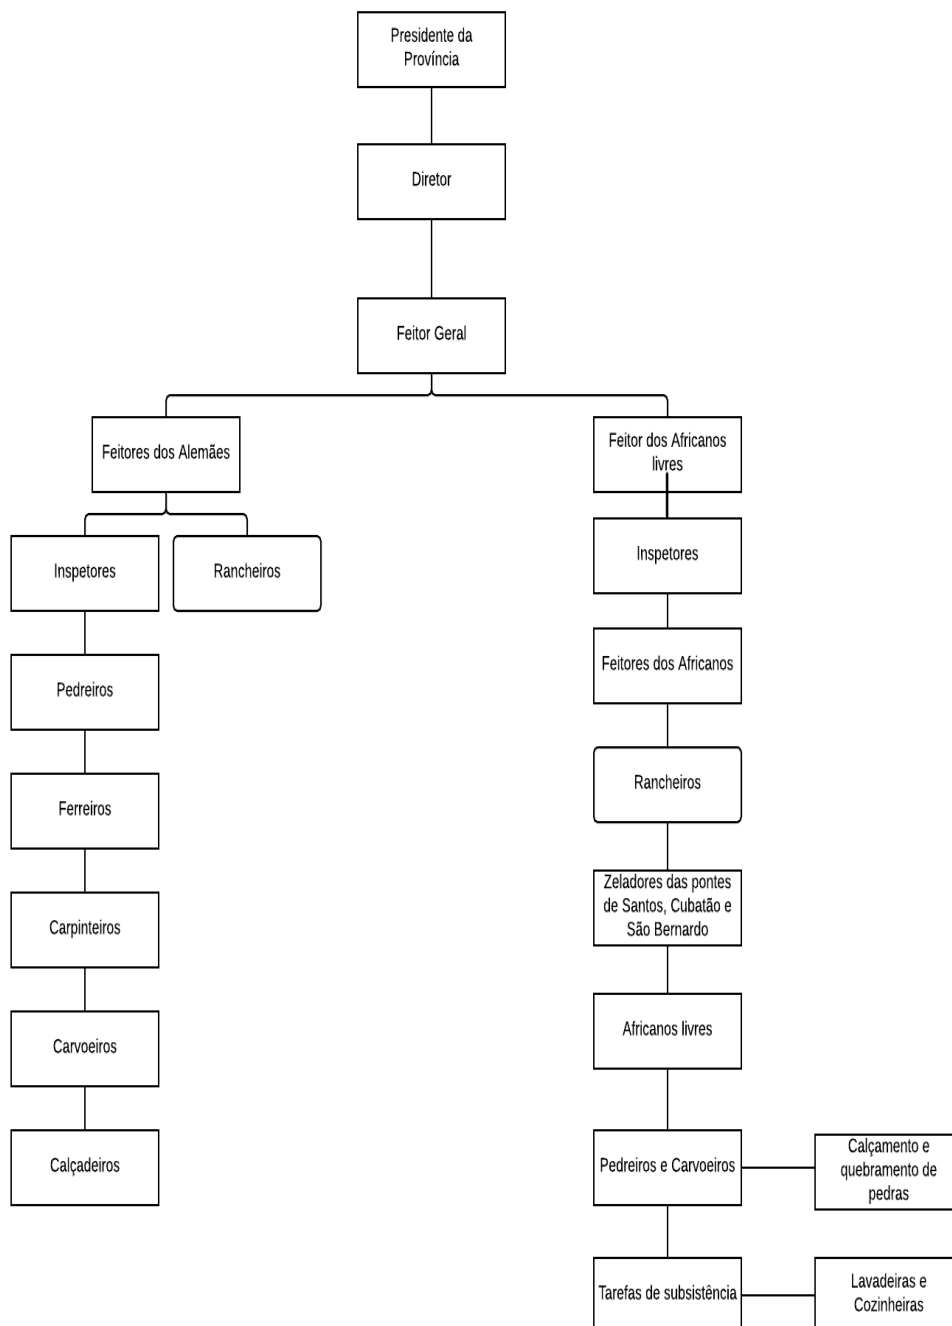 Presidente da
Província
Diretor
Feitor Geral
Feitores dos Alemães
Feitor dos Africanos
livres
Inspetores
Rancheiros
Inspetores
Pedreiros
Feitores dos Africanos
Ferreiros
Rancheiros
Carpinteiros
Zeladores das pontes
de Santos, Cubatão e
São Bernardo
Carvoeiros
Africanos livres
Calçadeiros
Pedreiros e Carvoeiros
Calçamento e
quebramento de
pedras
Tarefas de subsistência
Lavadeiras e
Cozinheiras